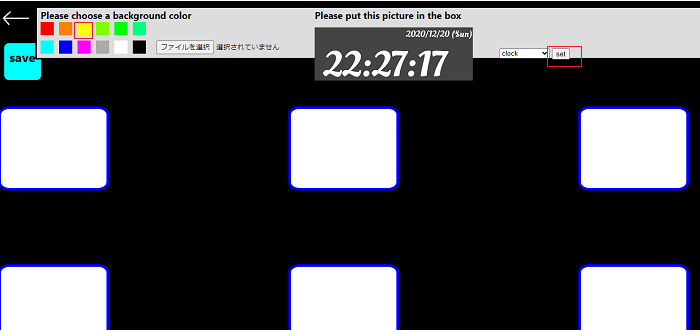 Please choose a background color
ファイルを選択 選択されていません
save
Please put this picture in the box
2020/12/20 (Sun)
22:27:17
clock
set